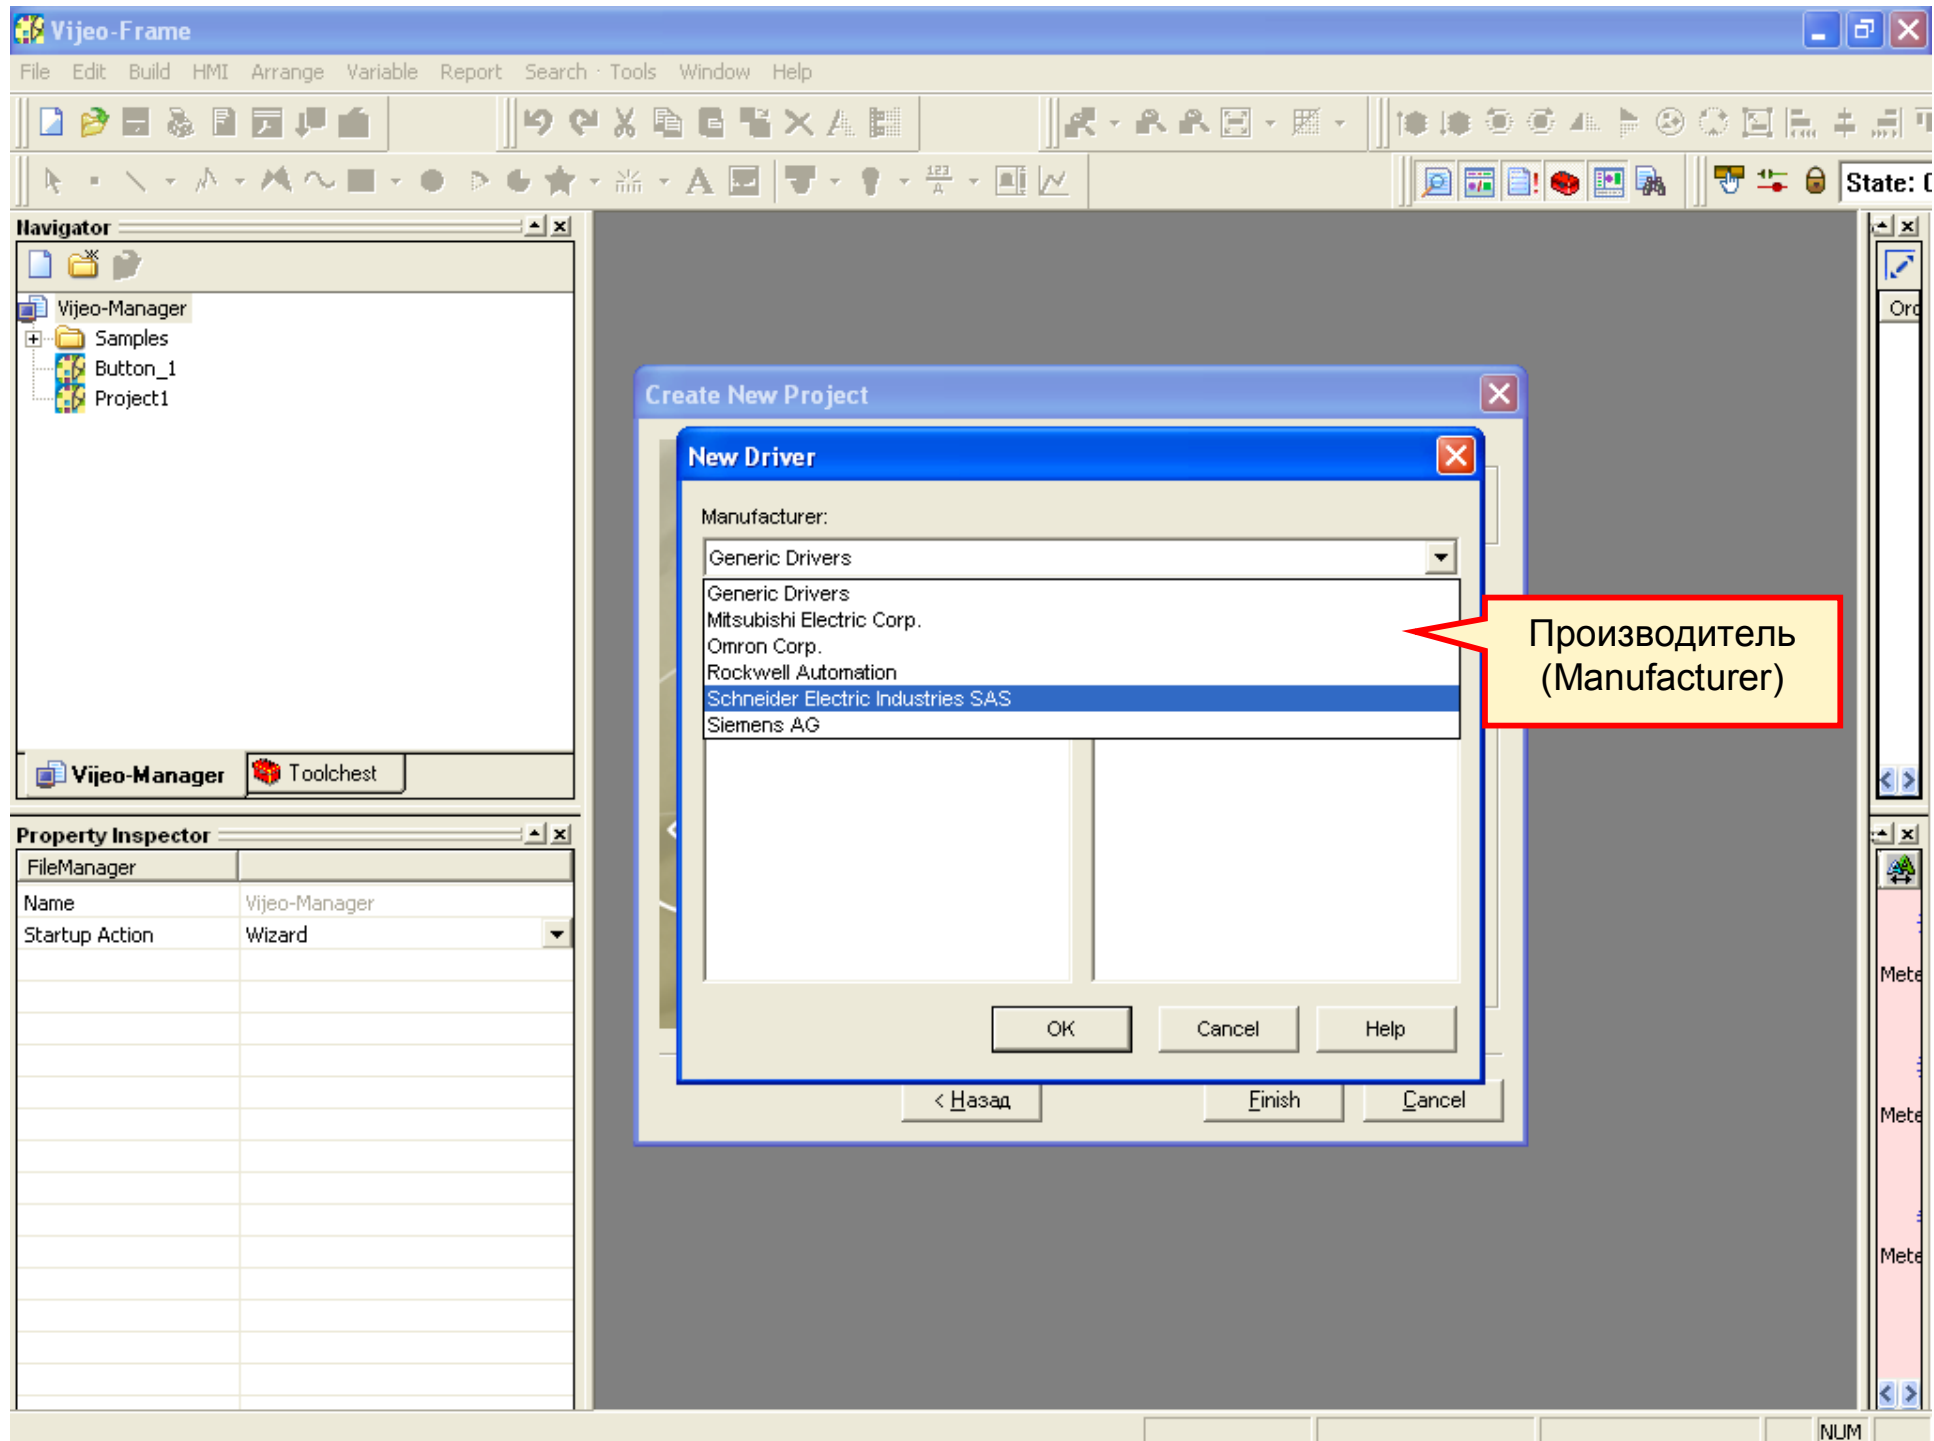 Vijeo-Frame
File Edit Build HMI Arrange Variable Report Search Tools Window Help
State:
Navigator
Vijeo-Manager
Samples
Button_1
Project1
Vijeo-Manager Toolchest
Property Inspector
FileManager
Name Vijeo-Manager
Startup Action Wizard
Create New Project
New Driver
Manufacturer:
Generic Drivers
Generic Drivers
Mitsubishi Electric Corp.
Omron Corp.
Rockwell Automation
Schneider Electric Industries SAS
Siemens AG
Производитель
(Manufacturer)
OK Cancel Help
< Назад Finish Cancel
Mete
Mete
Mete
NUM